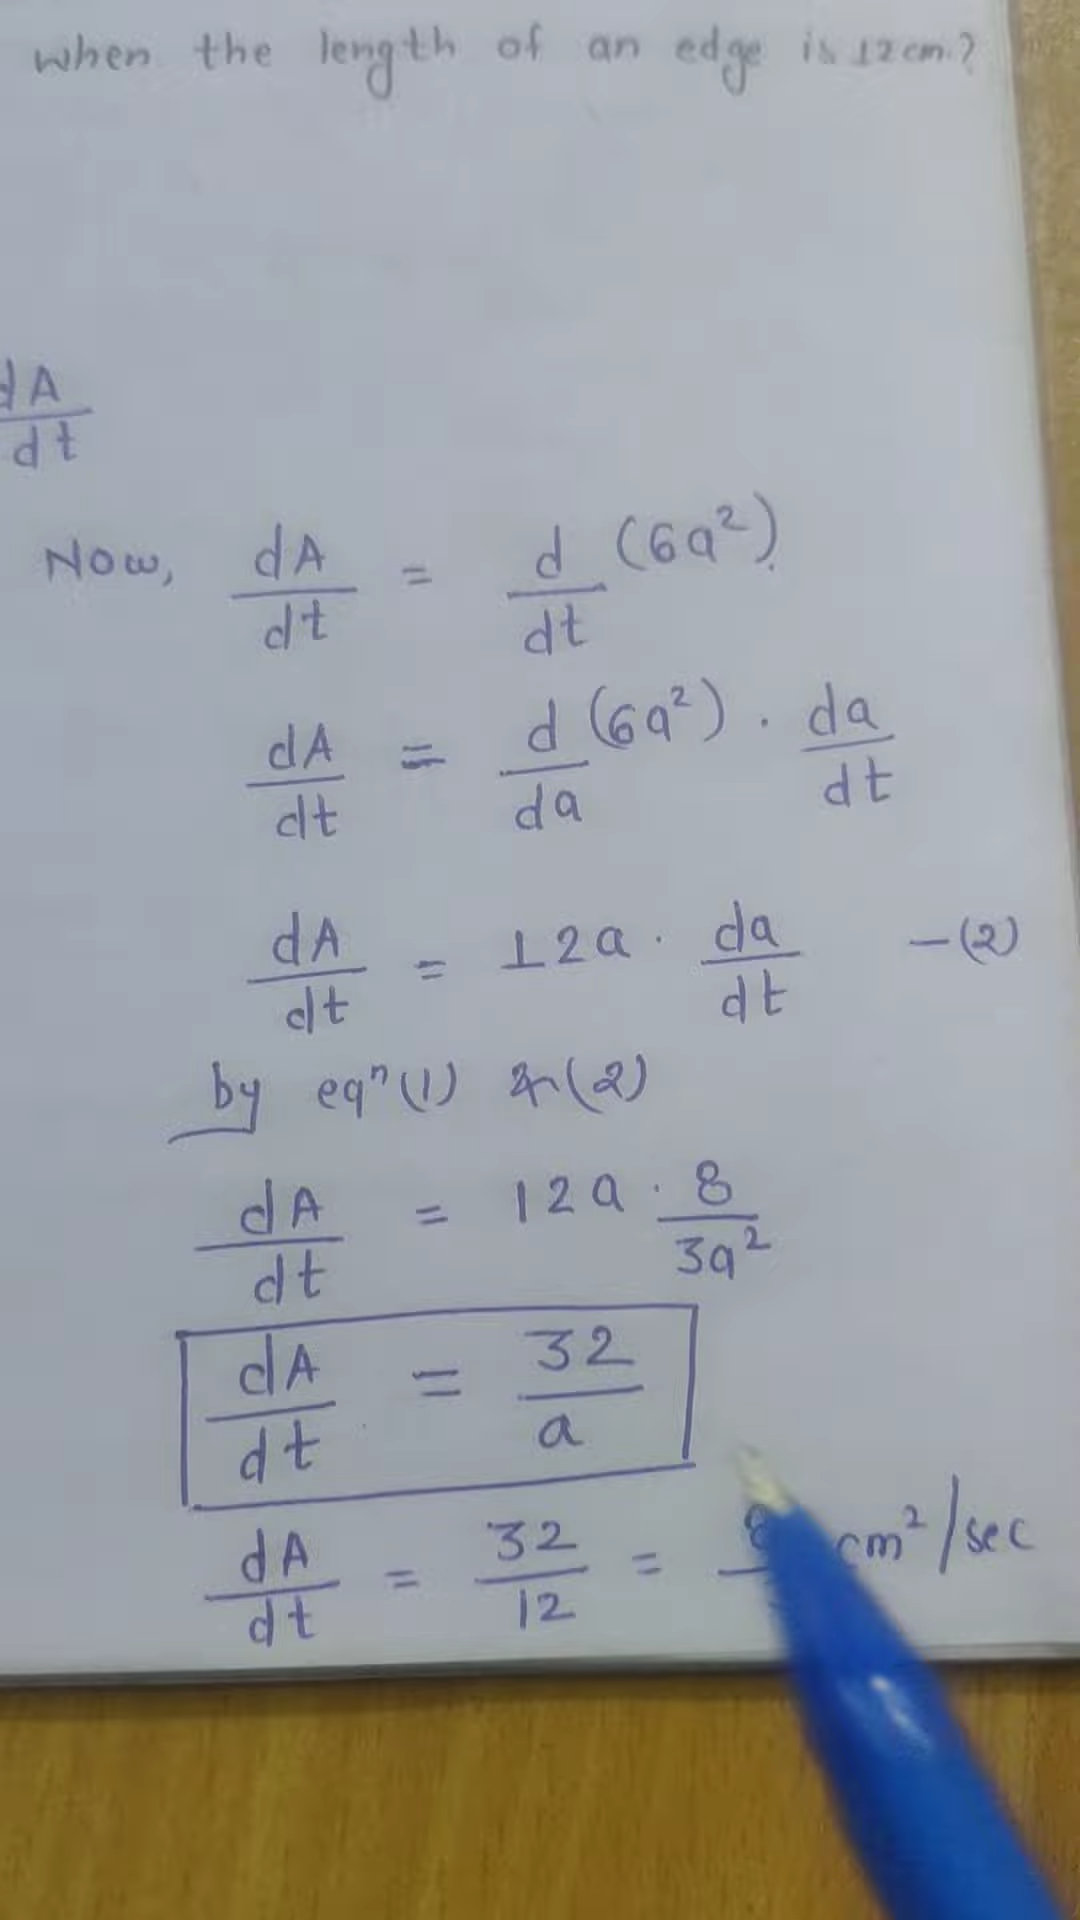 when the length of an edge is 12cm.?
dA/dt
Now, dA/dt = d/dt (6a²).
dA/dt = d/da (6a²) · da/dt
dA/dt = 12a · da/dt —(2)
by eqⁿ(1) & (2)
dA/dt = 12a · 8/3a²
dA/dt = 32/a
dA/dt = 32/12 = cm²/sec